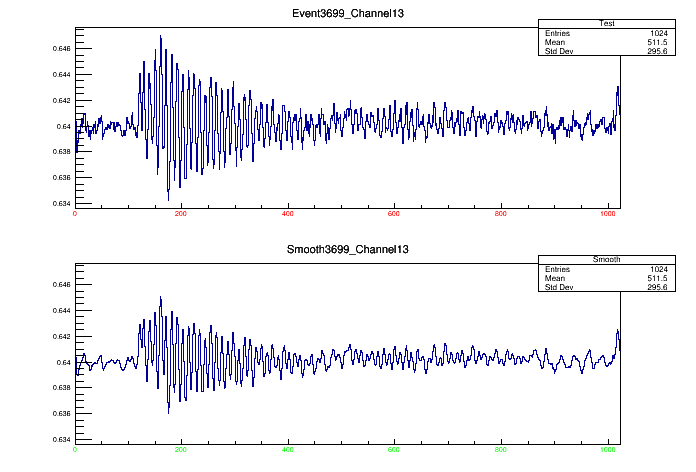 Event3699_Channel13
Test
Entries 1024
Mean 511.5
Std Dev 295.6
0.646
0.644
0.642
0.64
0.638
0.636
0.634
0 200 400 600 800 1000
Smooth3699_Channel13
Smooth
Entries 1024
Mean 511.5
Std Dev 295.6
0.646
0.644
0.642
0.64
0.638
0.636
0.634
0 200 400 600 800 1000